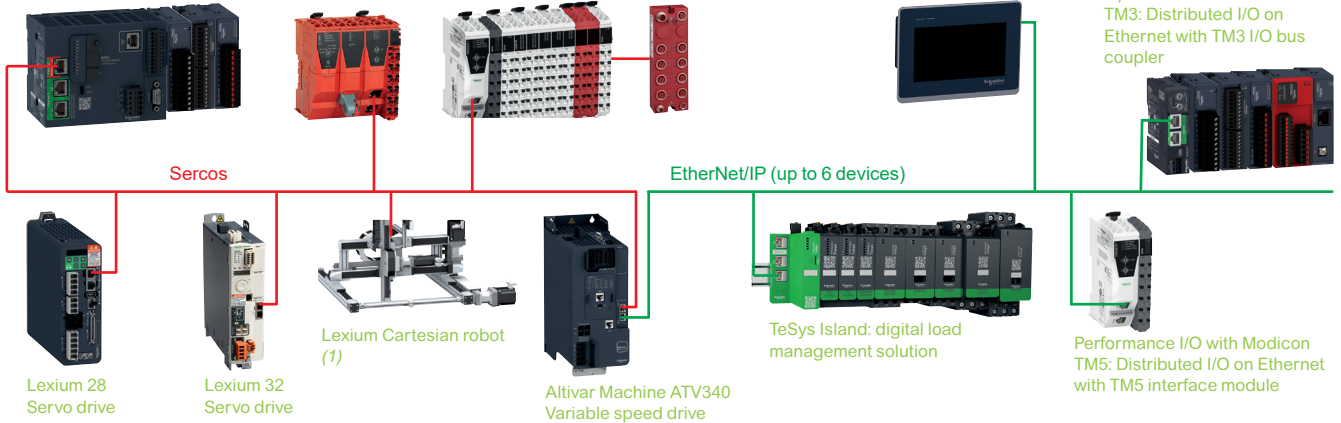 TM3: Distributed I/O on
Ethernet with TM3 I/O bus
coupler
Schneider
Sercos
EtherNet/IP (up to 6 devices)
Lexium 28
Servo drive
Lexium 32
Servo drive
Lexium Cartesian robot
(1)
Altivar Machine ATV340
Variable speed drive
TeSys Island: digital load
management solution
Performance I/O with Modicon
TM5: Distributed I/O on Ethernet
with TM5 interface module